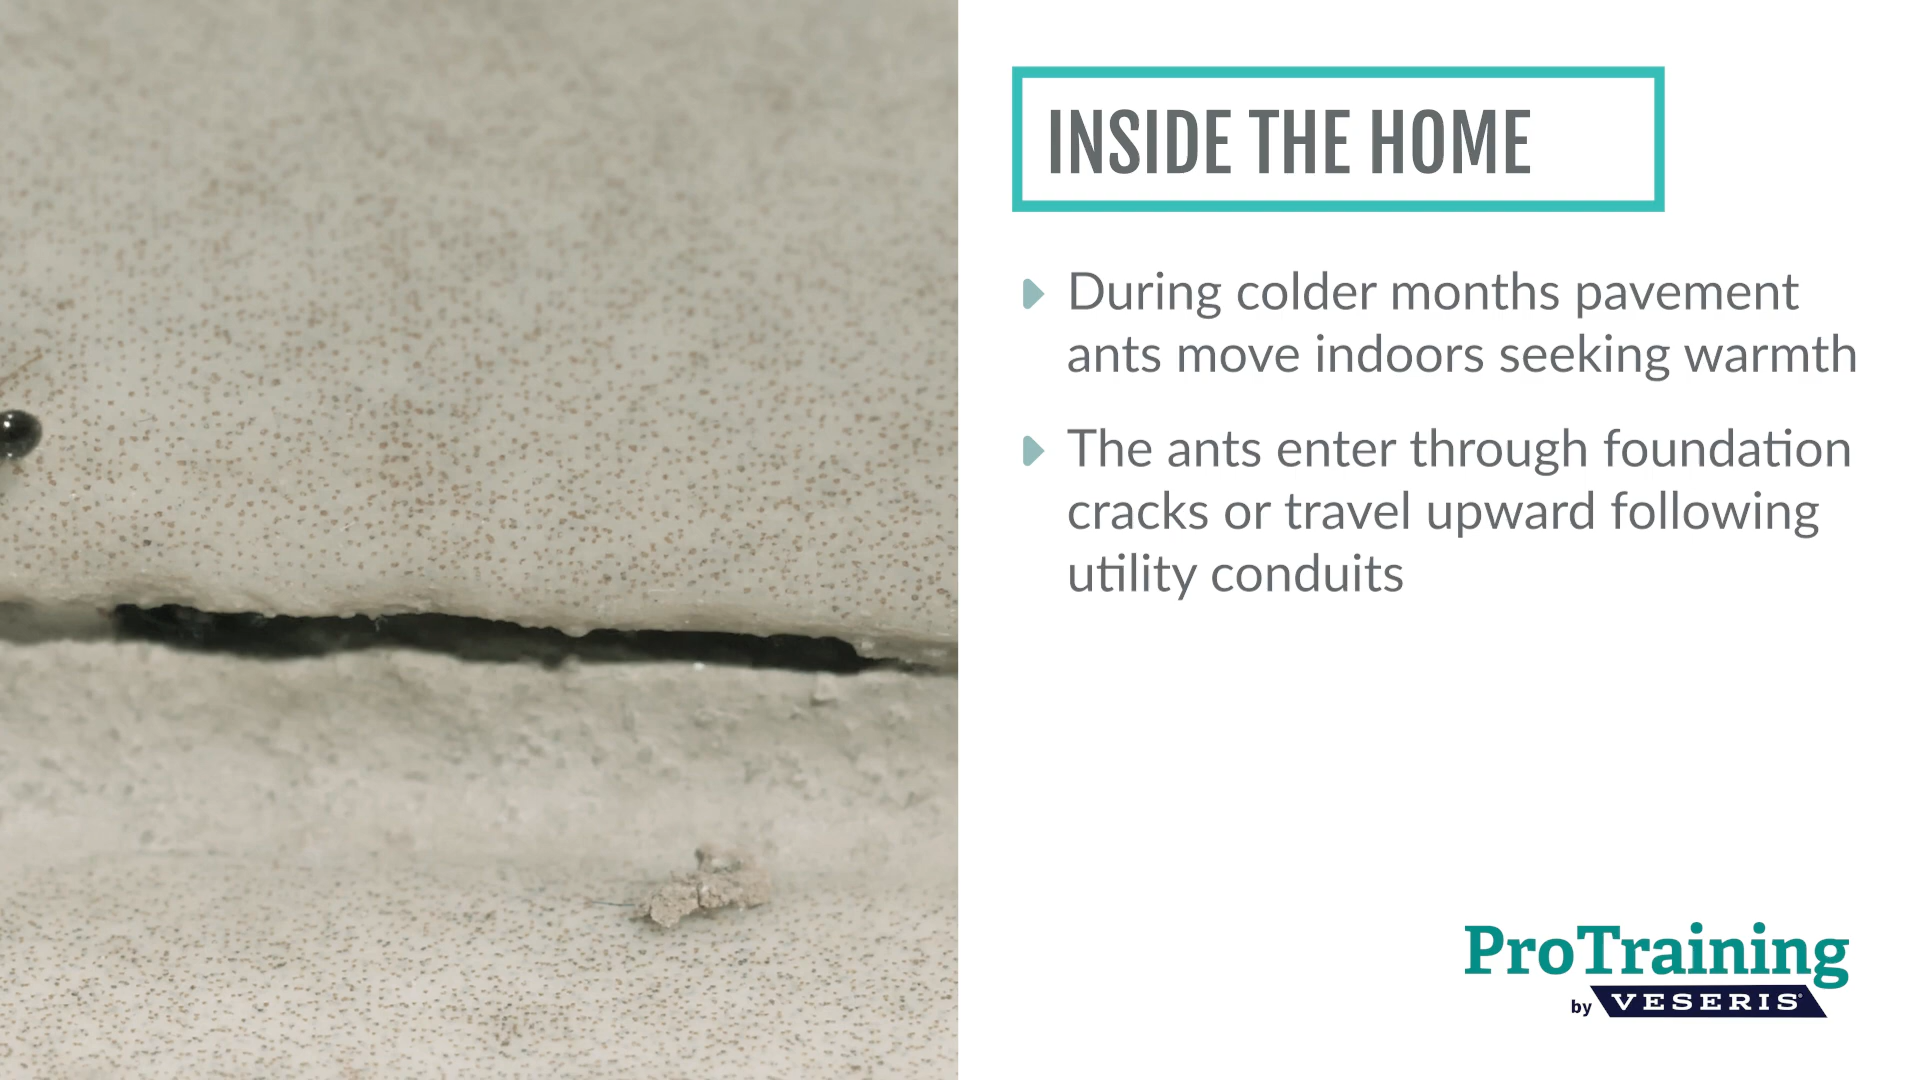 INSIDE THE HOME
During colder months pavement
ants move indoors seeking warmth
The ants enter through foundation
cracks or travel upward following
utility conduits
ProTraining
by VESERIS